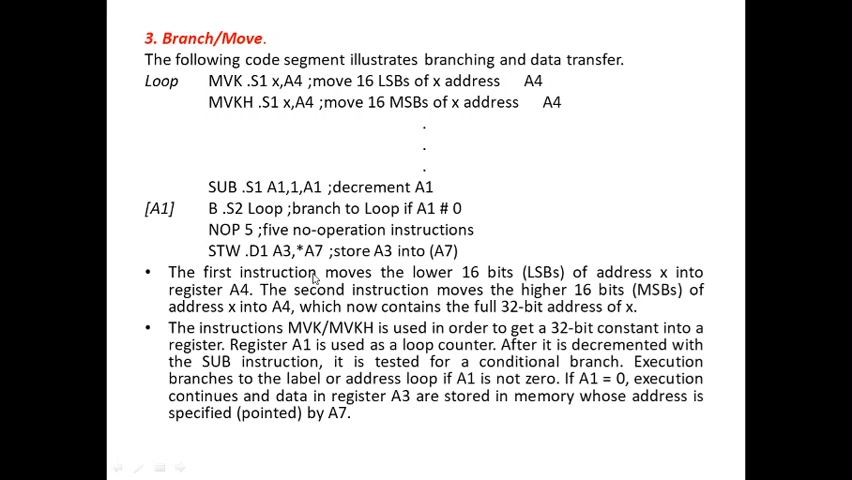 3. Branch/Move.
The following code segment illustrates branching and data transfer.
Loop MVK .S1 x,A4 ;move 16 LSBs of x address A4
MVKH .S1 x,A4 ;move 16 MSBs of x address A4
.
.
.
SUB .S1 A1,1,A1 ;decrement A1
[A1] B .S2 Loop ;branch to Loop if A1 # 0
NOP 5 ;five no-operation instructions
STW .D1 A3,*A7 ;store A3 into (A7)
• The first instruction moves the lower 16 bits (LSBs) of address x into
register A4. The second instruction moves the higher 16 bits (MSBs) of
address x into A4, which now contains the full 32-bit address of x.
• The instructions MVK/MVKH is used in order to get a 32-bit constant into a
register. Register A1 is used as a loop counter. After it is decremented with
the SUB instruction, it is tested for a conditional branch. Execution
branches to the label or address loop if A1 is not zero. If A1 = 0, execution
continues and data in register A3 are stored in memory whose address is
specified (pointed) by A7.